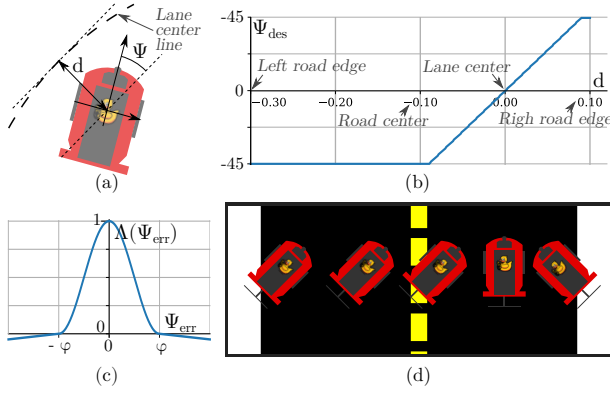 Lane
center
line
Ψ
d
(a)
-45
Ψdes
Left road edge
Lane center
d
0
-0.30
-0.20
-0.10
0.00
0.10
Road center
Righ road edge
-45
(b)
1
Λ(Ψerr)
0
Ψerr
- φ
0
φ
(c)
(d)